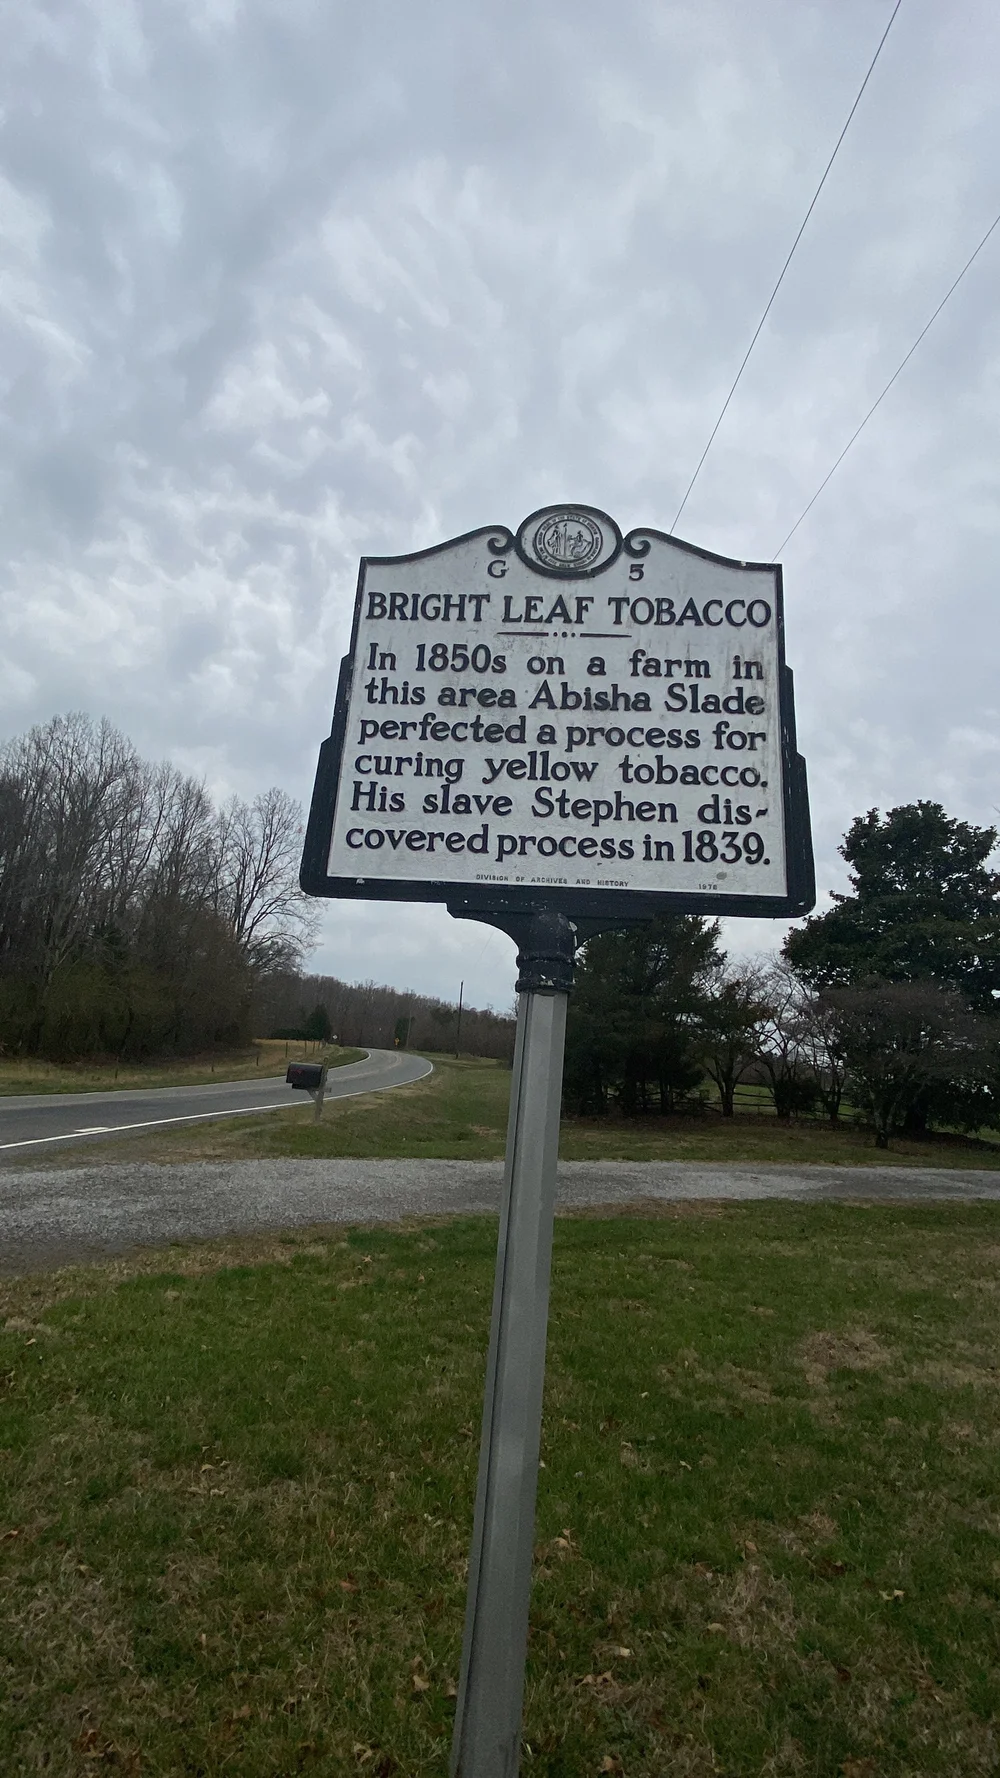 G 5
BRIGHT LEAF TOBACCO
In 1850s on a farm in
this area Abisha Slade
perfected a process for
curing yellow tobacco.
His slave Stephen dis-
covered process in 1839.
DIVISION OF ARCHIVES AND HISTORY 1976